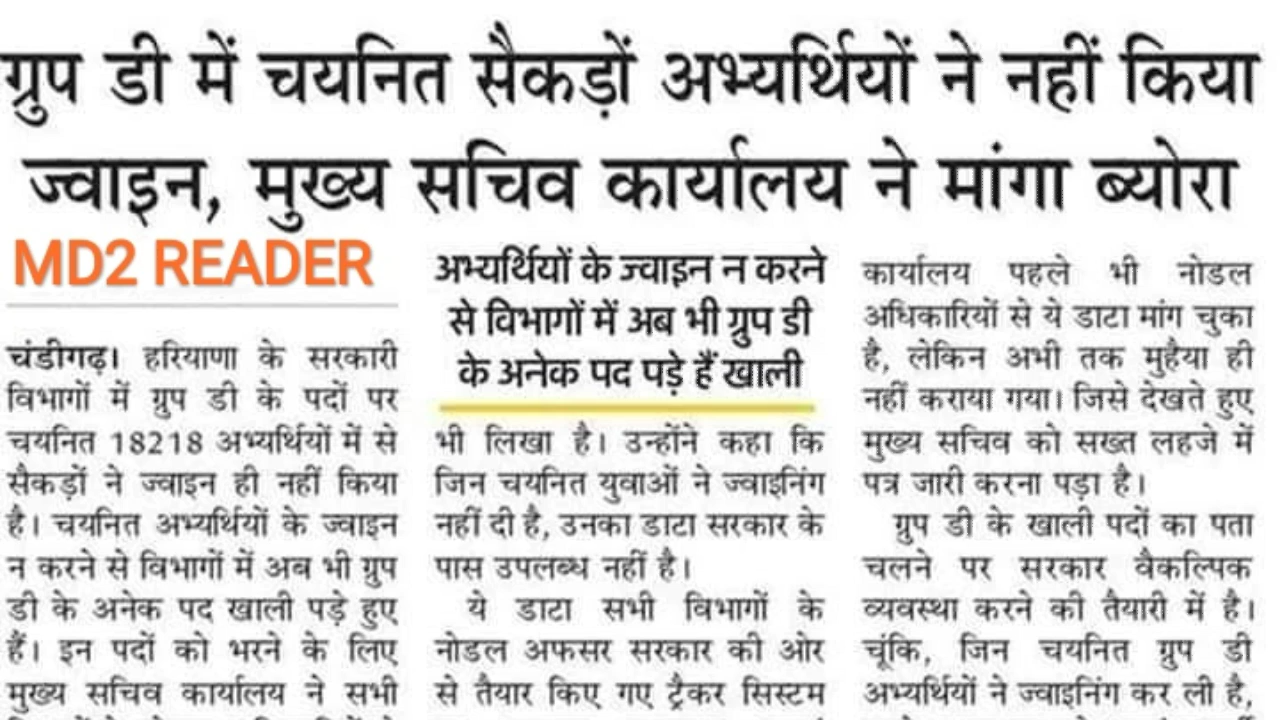 ग्रुप डी में चयनित सैकड़ों अभ्यर्थियों ने नहीं किया
ज्वाइन, मुख्य सचिव कार्यालय ने मांगा ब्योरा
MD2 READER
चंडीगढ़। हरियाणा के सरकारी
विभागों में ग्रुप डी के पदों पर
चयनित 18218 अभ्यर्थियों में से
सैकड़ों ने ज्वाइन ही नहीं किया
है। चयनित अभ्यर्थियों के ज्वाइन
न करने से विभागों में अब भी ग्रुप
डी के अनेक पद खाली पड़े हुए
हैं। इन पदों को भरने के लिए
मुख्य सचिव कार्यालय ने सभी
अभ्यर्थियों के ज्वाइन न करने
से विभागों में अब भी ग्रुप डी
के अनेक पद पड़े हैं खाली
भी लिखा है। उन्होंने कहा कि
जिन चयनित युवाओं ने ज्वाइनिंग
नहीं दी है, उनका डाटा सरकार के
पास उपलब्ध नहीं है।
ये डाटा सभी विभागों के
नोडल अफसर सरकार की ओर
से तैयार किए गए ट्रैकर सिस्टम
कार्यालय पहले भी नोडल
अधिकारियों से ये डाटा मांग चुका
है, लेकिन अभी तक मुहैया ही
नहीं कराया गया। जिसे देखते हुए
मुख्य सचिव को सख्त लहजे में
पत्र जारी करना पड़ा है।
ग्रुप डी के खाली पदों का पता
चलने पर सरकार वैकल्पिक
व्यवस्था करने की तैयारी में है।
चूंकि, जिन चयनित ग्रुप डी
अभ्यर्थियों ने ज्वाइनिंग कर ली है,